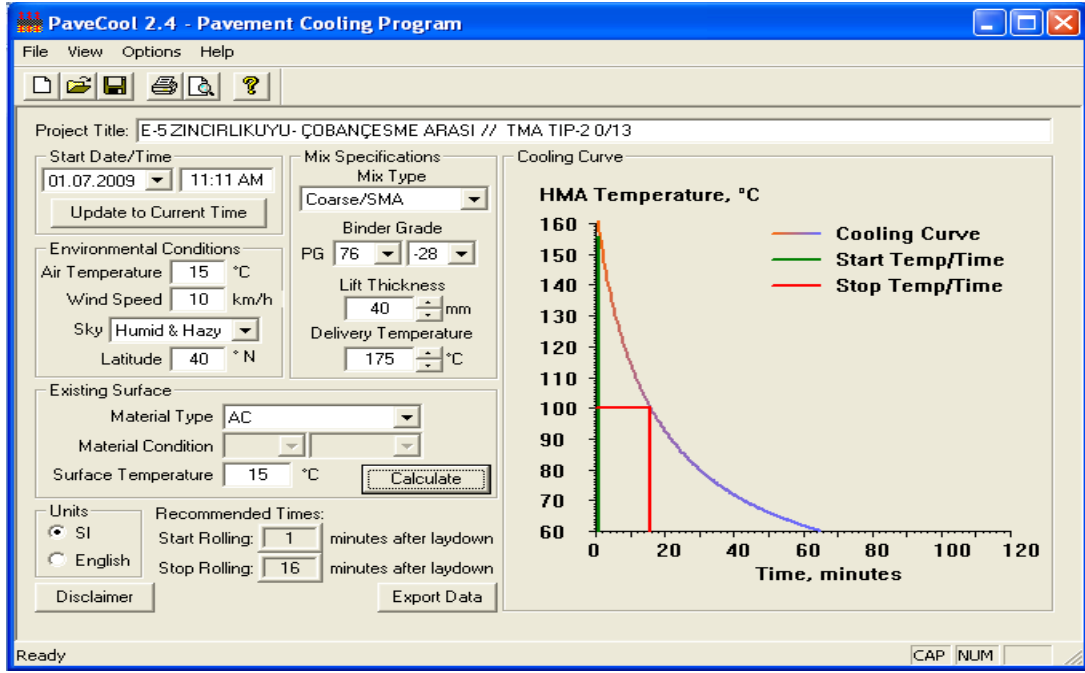 PaveCool 2.4 - Pavement Cooling Program
File View Options Help
Project Title: E-5 ZINCIRLIKUYU- ÇOBANÇESME ARASI // TMA TIP-2 0/13
Start Date/Time
01.07.2009 11:11 AM
Update to Current Time
Environmental Conditions
Air Temperature 15 °C
Wind Speed 10 km/h
Sky Humid & Hazy
Latitude 40 ° N
Mix Specifications
Mix Type
Coarse/SMA
Binder Grade
PG 76 -28
Lift Thickness
40 mm
Delivery Temperature
175 °C
Existing Surface
Material Type AC
Material Condition
Surface Temperature 15 °C
Calculate
Units
SI
English
Recommended Times:
Start Rolling: 1 minutes after laydown
Stop Rolling: 16 minutes after laydown
Disclaimer
Export Data
Cooling Curve
HMA Temperature, °C
Cooling Curve
Start Temp/Time
Stop Temp/Time
160
150
140
130
120
110
100
90
80
70
60
0 20 40 60 80 100 120
Time, minutes
Ready
CAP NUM